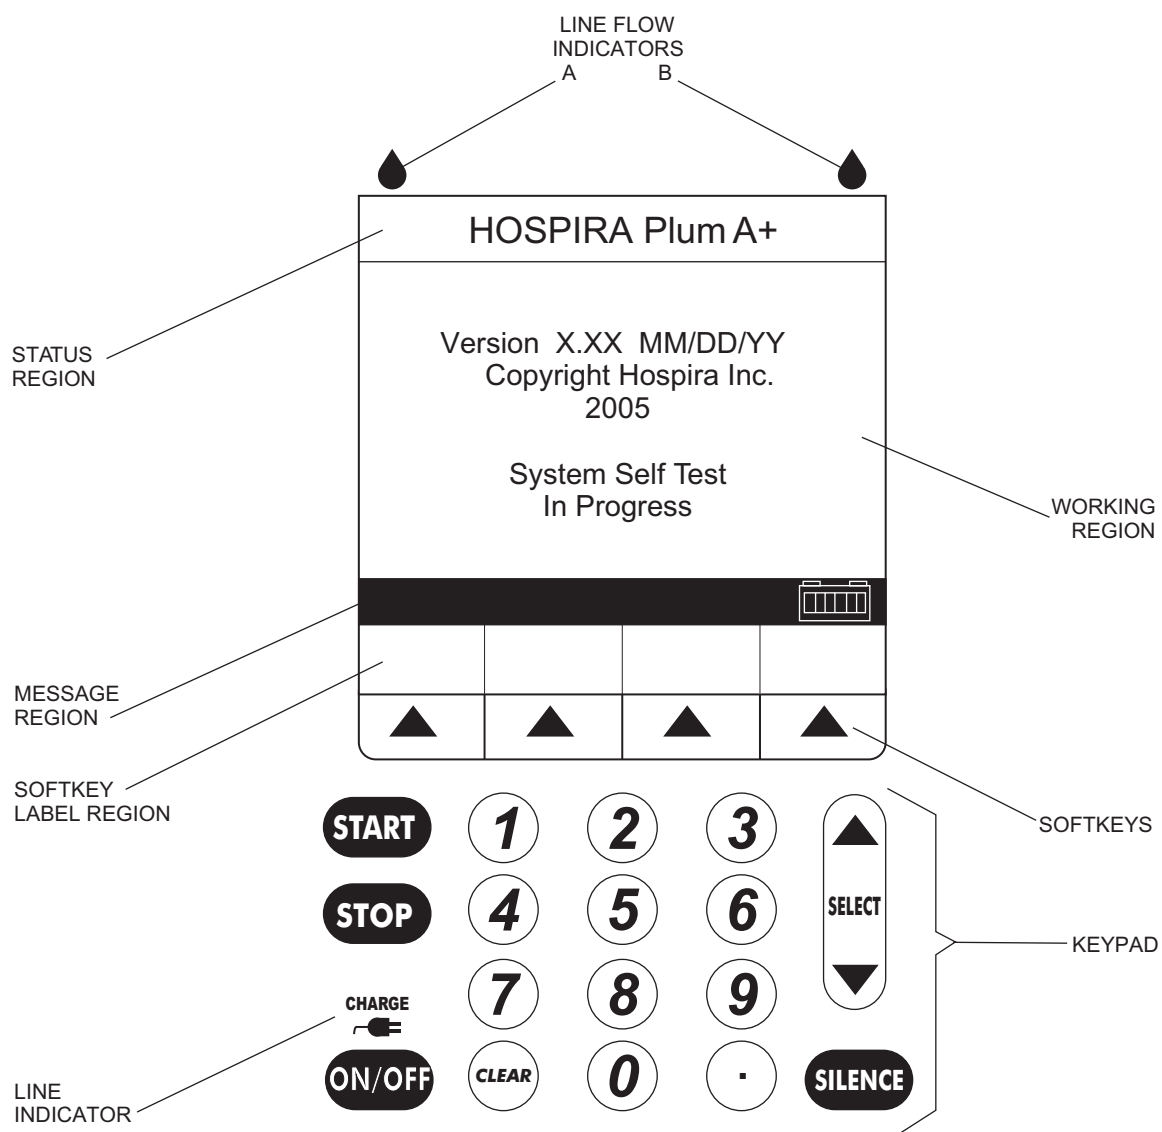 LINE FLOW
INDICATORS
A B
HOSPIRA Plum A+
STATUS
REGION
Version X.XX MM/DD/YY
Copyright Hospira Inc.
2005
System Self Test
In Progress
WORKING
REGION
MESSAGE
REGION
SOFTKEY
LABEL REGION
SOFTKEYS
START 1 2 3
STOP 4 5 6 SELECT
KEYPAD
CHARGE 7 8 9
ON/OFF CLEAR 0 . SILENCE
LINE
INDICATOR